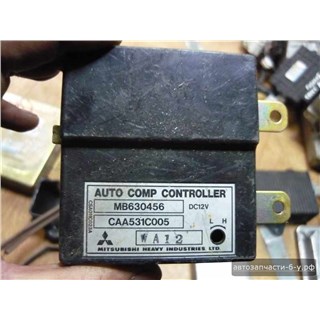 AUTO COMP CONTROLLER
MB630456 DC12V
CAA531C005 L H
WA12
MITSUBISHI HEAVY INDUSTRIES LTD.
автозапчасти-б-у.рф